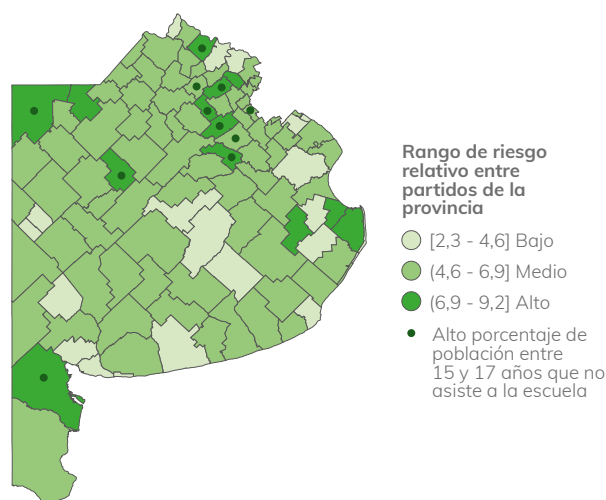 Rango de riesgo
relativo entre
partidos de la
provincia
[2,3 - 4,6] Bajo
(4,6 - 6,9] Medio
(6,9 - 9,2] Alto
Alto porcentaje de
población entre
15 y 17 años que no
asiste a la escuela